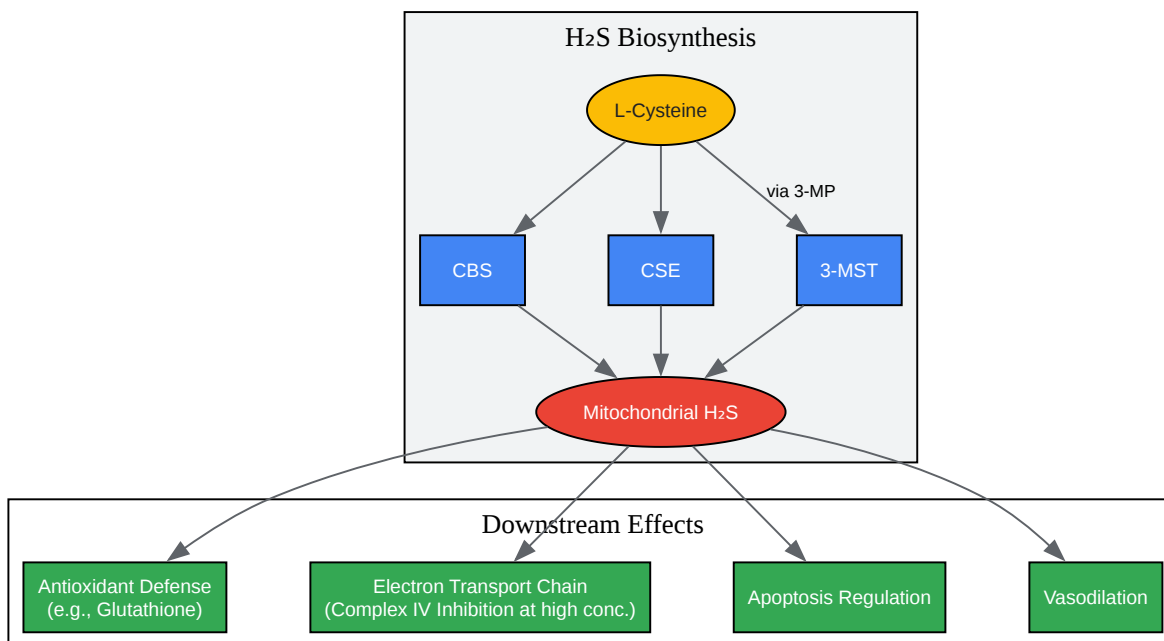 H₂S Biosynthesis
L-Cysteine
via 3-MP
CBS
CSE
3-MST
Mitochondrial H₂S
Downstream Effects
Antioxidant Defense
(e.g., Glutathione)
Electron Transport Chain
(Complex IV Inhibition at high conc.)
Apoptosis Regulation
Vasodilation